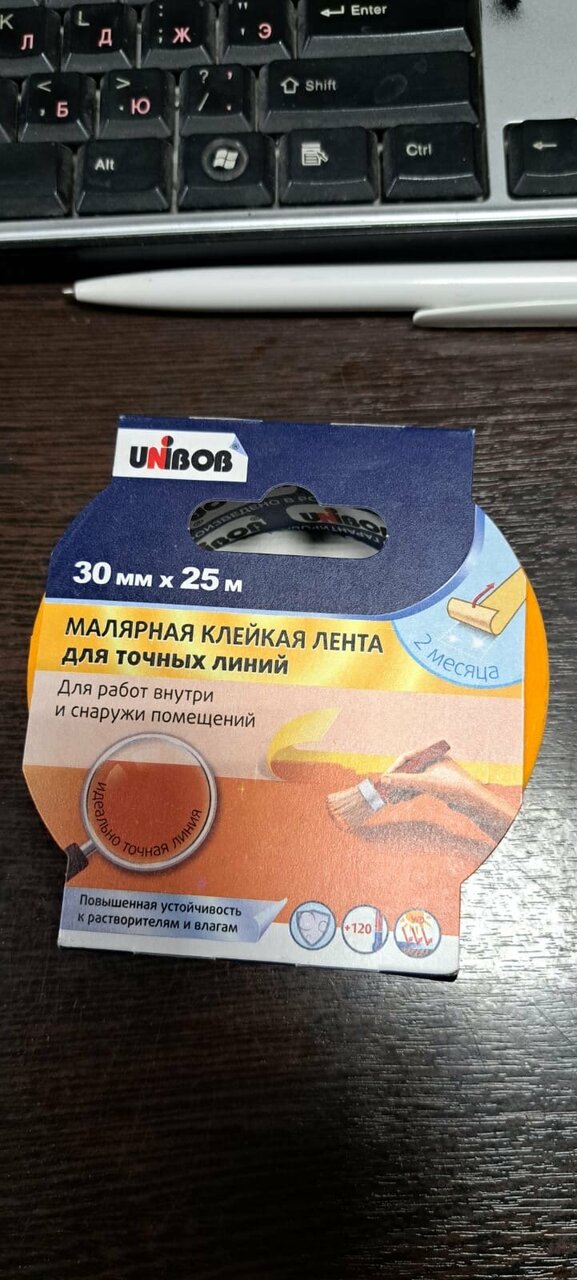 К Л
L Д
: ; Ж
" ' Э
Enter
< , Б
> . Ю
? / ,
Shift
Alt
Ctrl
UNIBOB
30 мм x 25 м
МАЛЯРНАЯ КЛЕЙКАЯ ЛЕНТА
для точных линий
2 месяца
Для работ внутри
и снаружи помещений
идеально точная линия
Повышенная устойчивость
к растворителям и влагам
+120